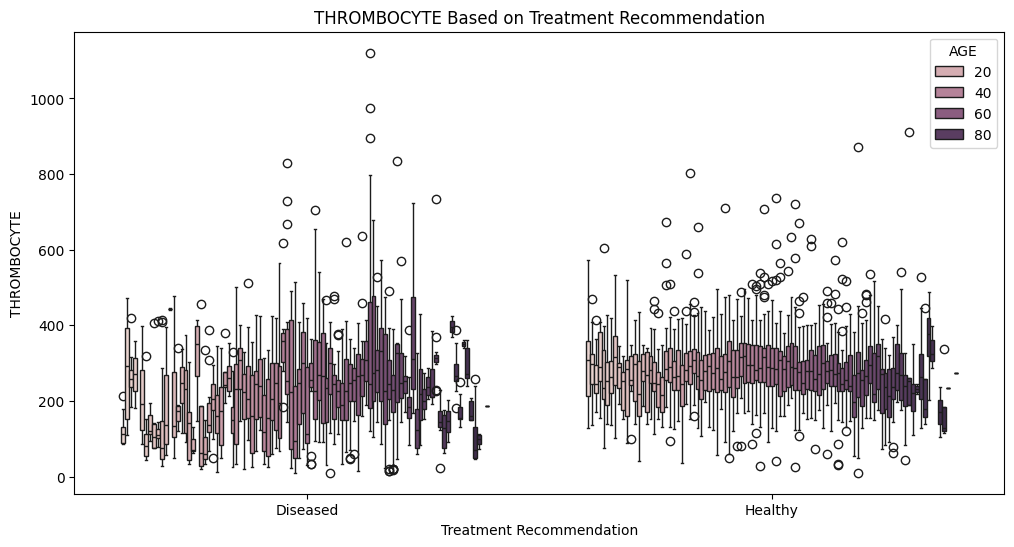 THROMBOCYTE Based on Treatment Recommendation
AGE
20
40
60
80
THROMBOCYTE
1000
800
600
400
200
0
Diseased
Healthy
Treatment Recommendation